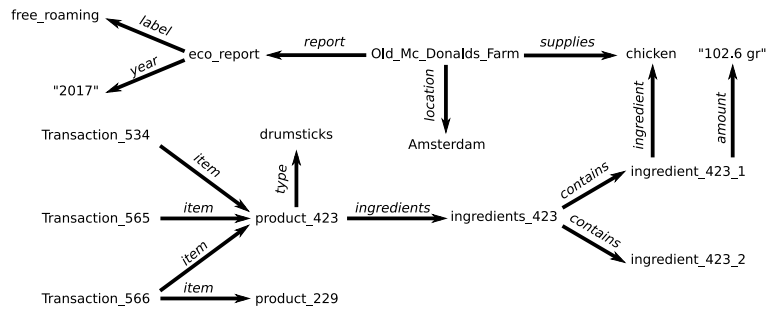 free_roaming
label
eco_report
report
Old_Mc_Donalds_Farm
supplies
chicken
"102.6 gr"
year
"2017"
location
Amsterdam
ingredient
amount
Transaction_534
item
drumsticks
type
contains
ingredient_423_1
Transaction_565
item
product_423
ingredients
ingredients_423
contains
ingredient_423_2
item
Transaction_566
item
product_229